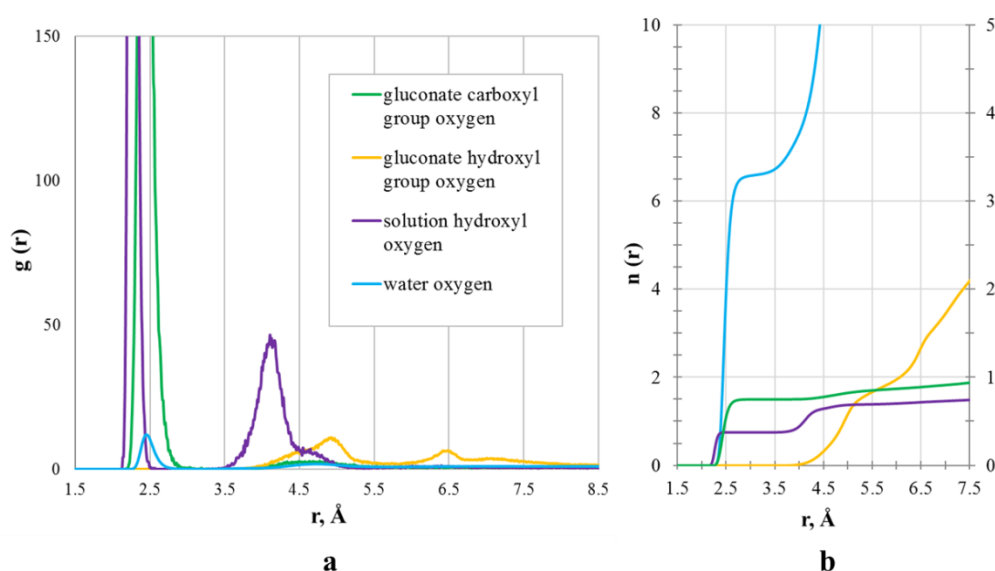 150
100
50
0
g (r)
1.5 2.5 3.5 4.5 5.5 6.5 7.5 8.5
r, Å
gluconate carboxyl
group oxygen
gluconate hydroxyl
group oxygen
solution hydroxyl
oxygen
water oxygen
a
10
8
6
4
2
0
n (r)
5
4
3
2
1
0
1.5 2.5 3.5 4.5 5.5 6.5 7.5
r, Å
b